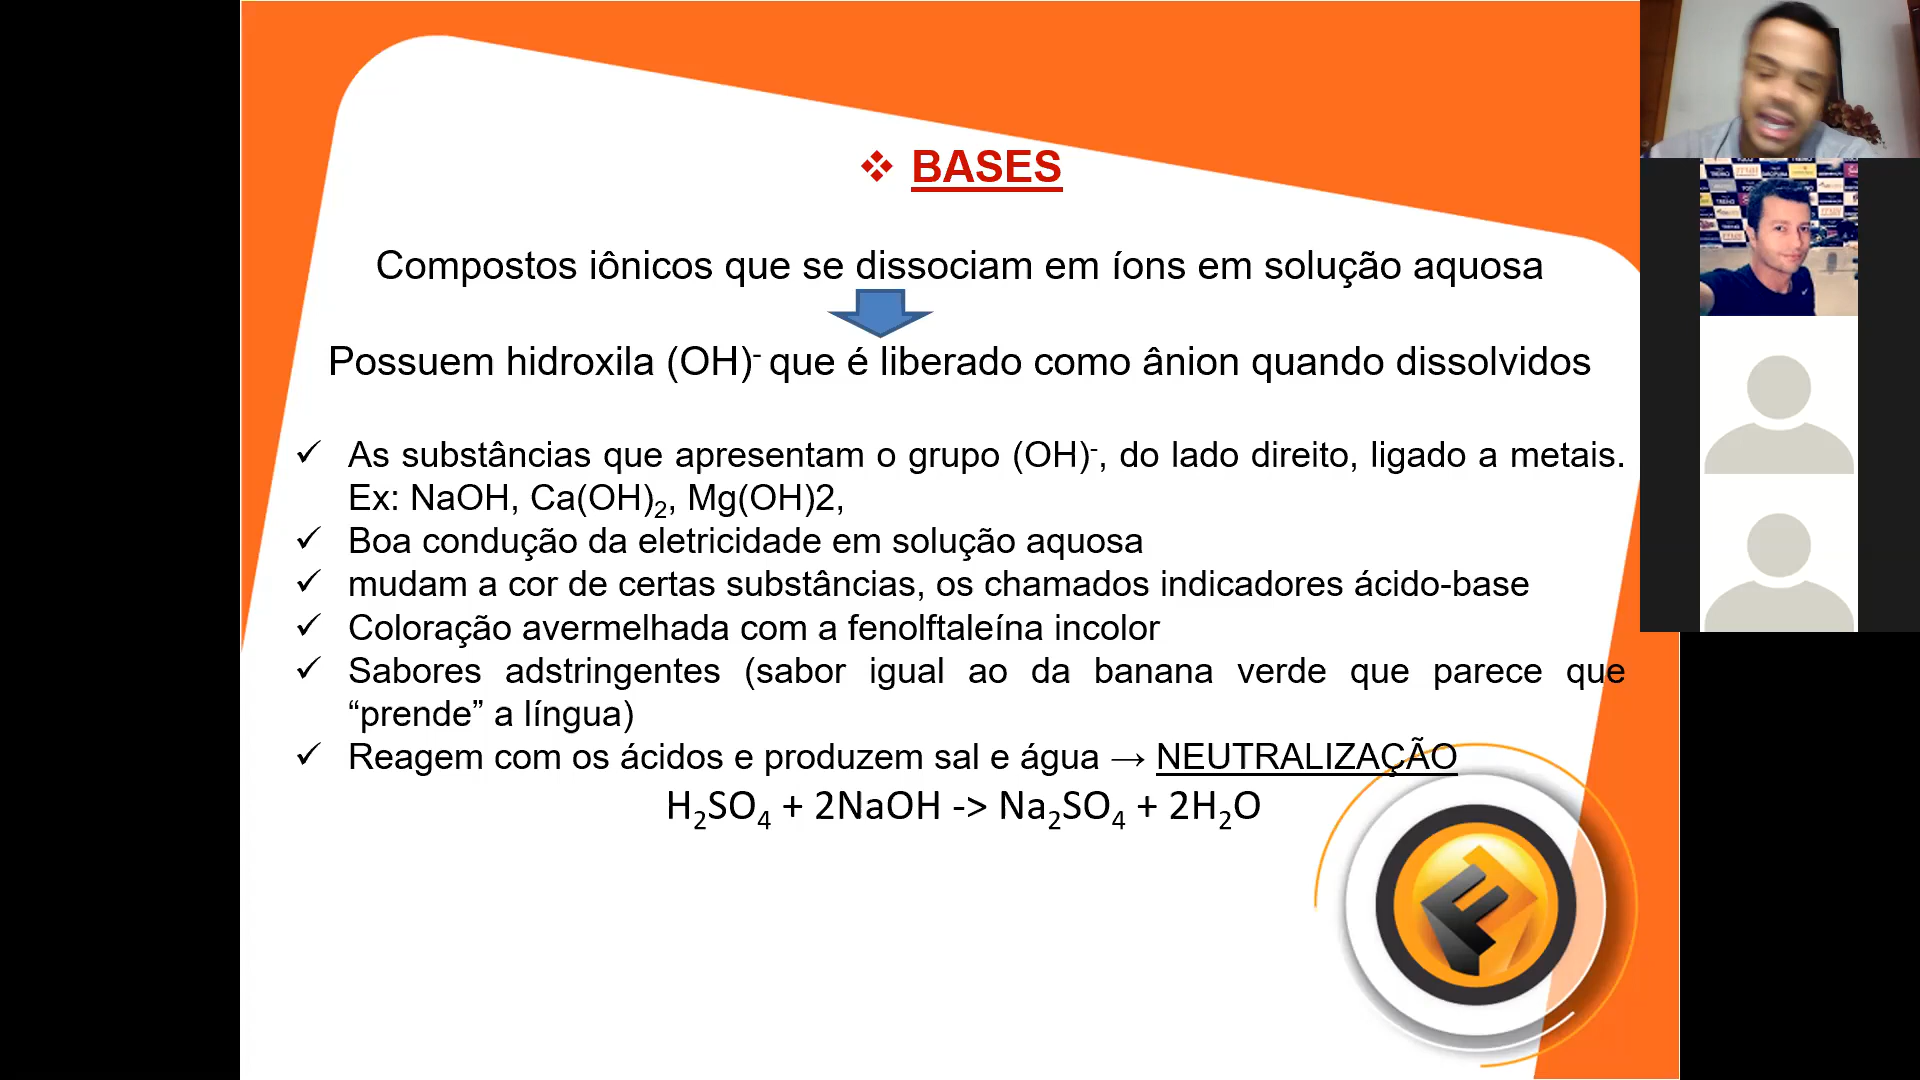 ❖ BASES
Compostos iônicos que se dissociam em íons em solução aquosa
Possuem hidroxila (OH)⁻ que é liberado como ânion quando dissolvidos
✓ As substâncias que apresentam o grupo (OH)⁻, do lado direito, ligado a metais.
Ex: NaOH, Ca(OH)₂, Mg(OH)2,
✓ Boa condução da eletricidade em solução aquosa
✓ mudam a cor de certas substâncias, os chamados indicadores ácido-base
✓ Coloração avermelhada com a fenolftaleína incolor
✓ Sabores adstringentes (sabor igual ao da banana verde que parece que
“prende” a língua)
✓ Reagem com os ácidos e produzem sal e água → NEUTRALIZAÇÃO
H₂SO₄ + 2NaOH -> Na₂SO₄ + 2H₂O